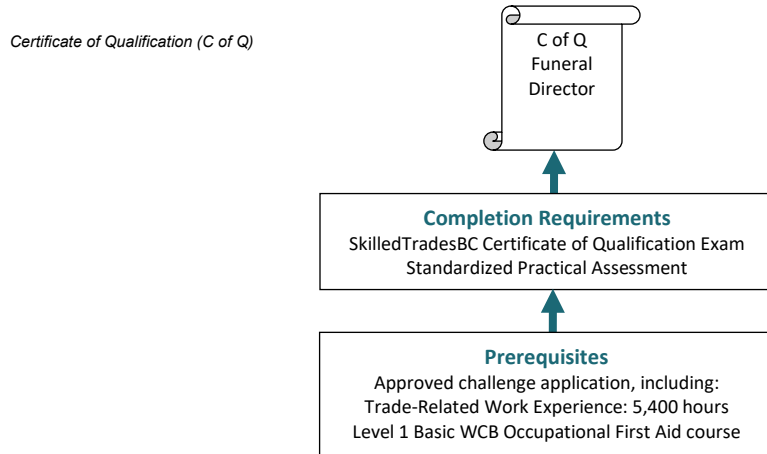 Certificate of Qualification (C of Q)
C of Q
Funeral
Director
Completion Requirements
SkilledTradesBC Certificate of Qualification Exam
Standardized Practical Assessment
Prerequisites
Approved challenge application, including:
Trade-Related Work Experience: 5,400 hours
Level 1 Basic WCB Occupational First Aid course